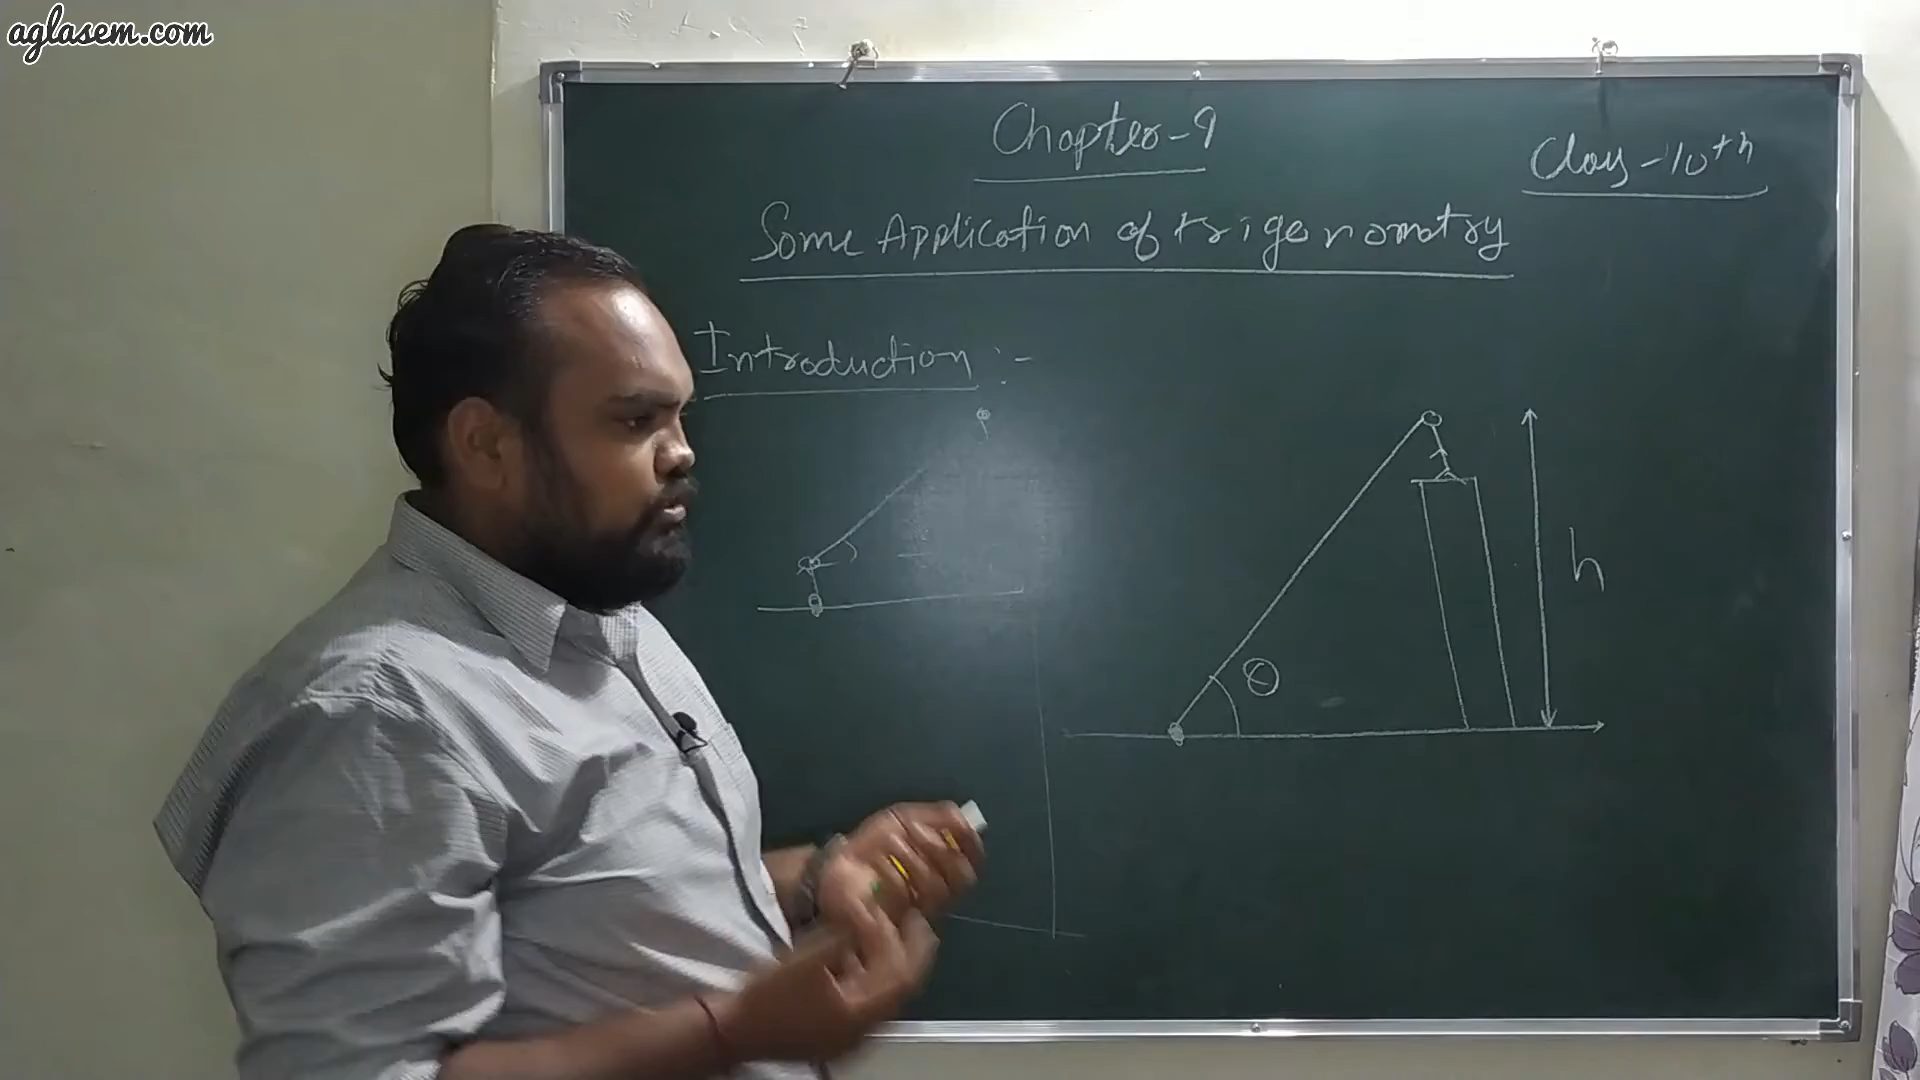 aglasem.com
Chapter-9
Class-10th
Some Application of trigonometry
Introduction :-
h
θ